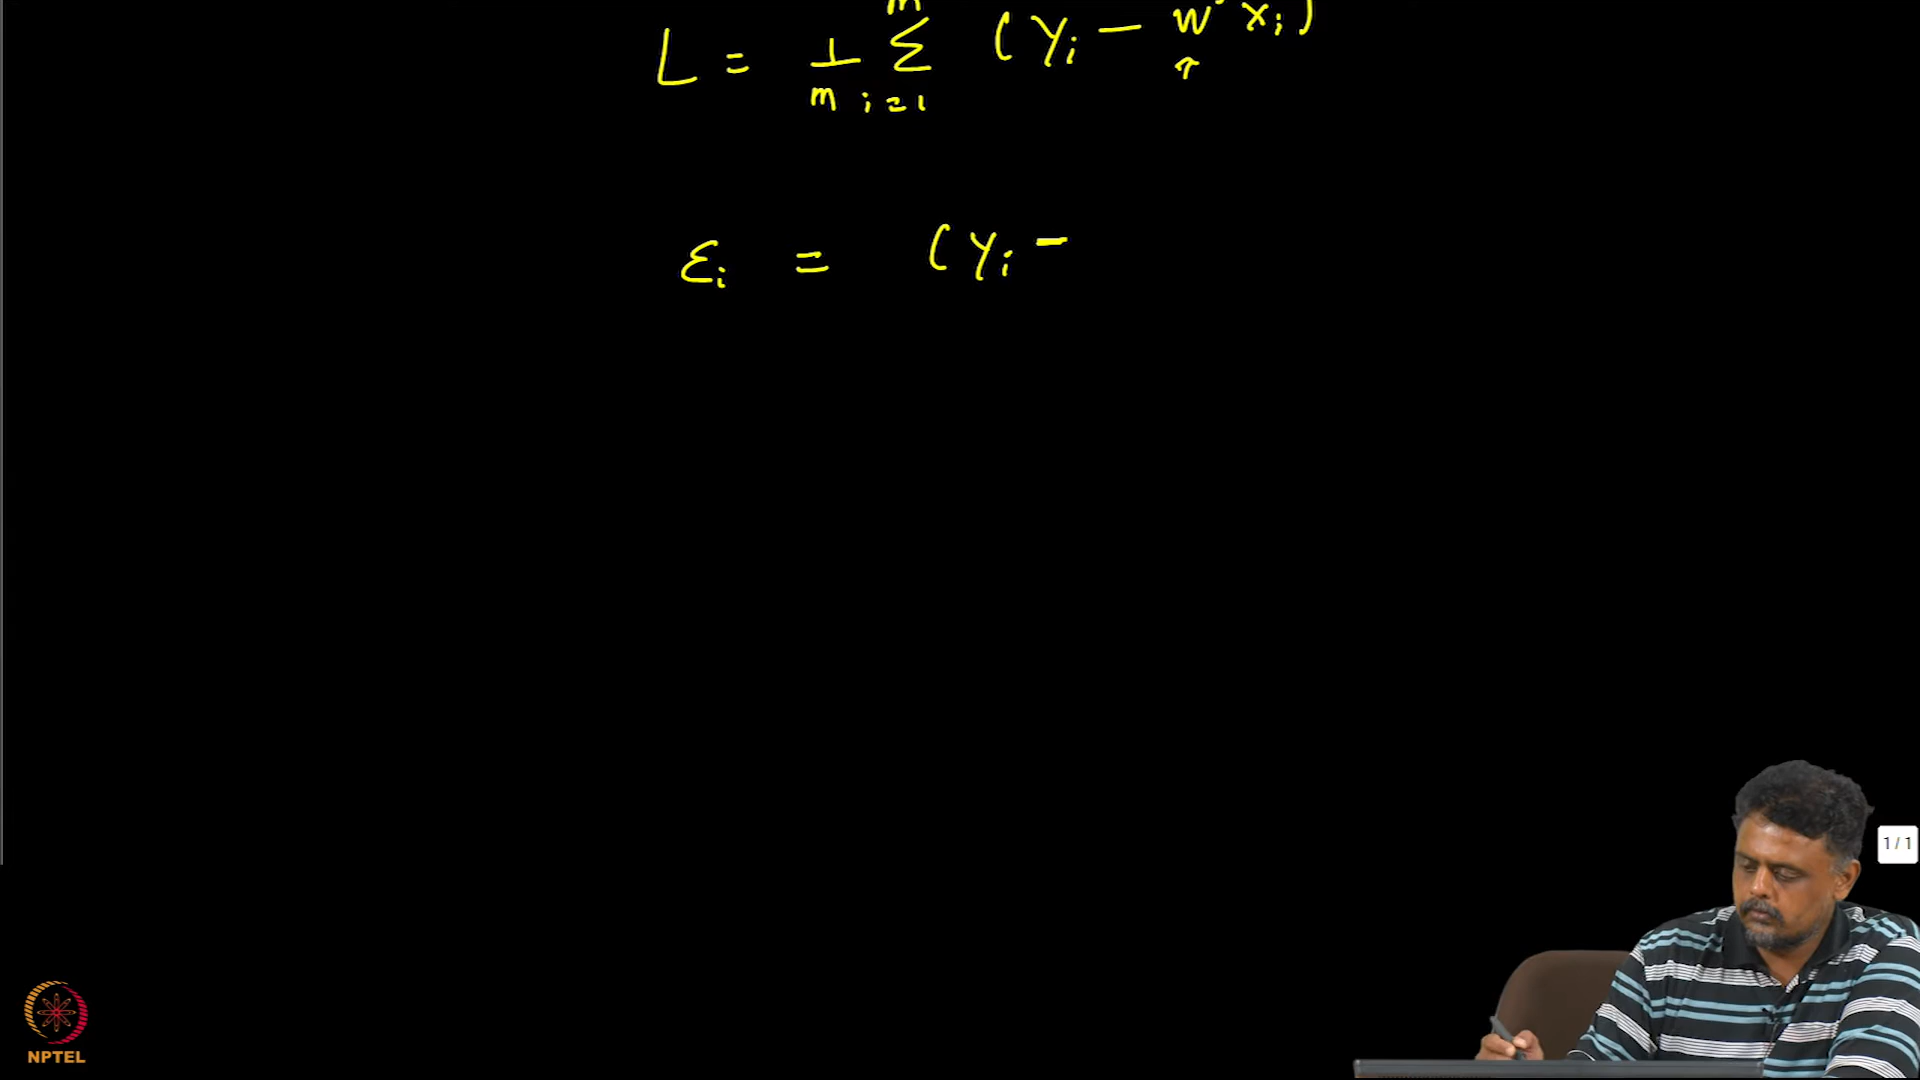 L = 1/m Σ_{i=1}^{m} (y_i - w^T x_i)
ε_i = (y_i -
1 / 1
NPTEL